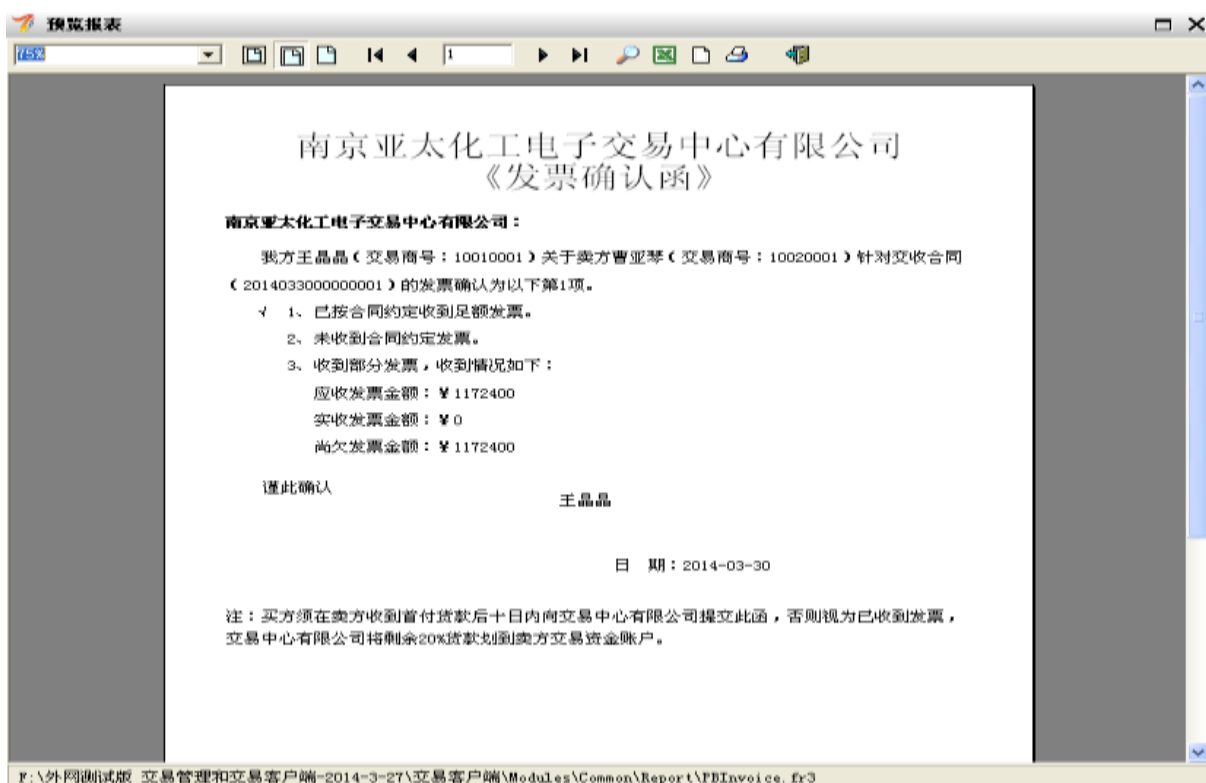 预览报表
75%
1
南京亚太化工电子交易中心有限公司
《发票确认函》
南京亚太化工电子交易中心有限公司：
我方王晶晶（交易商号：10010001）关于卖方曹亚琴（交易商号：10020001）针对交收合同
（2014033000000001）的发票确认为以下第1项。
√ 1、已按合同约定收到足额发票。
2、未收到合同约定发票。
3、收到部分发票，收到情况如下：
应收发票金额：¥1172400
实收发票金额：¥0
尚欠发票金额：¥1172400
谨此确认
王晶晶
日 期：2014-03-30
注：买方须在卖方收到首付货款后十日内向交易中心有限公司提交此函，否则视为已收到发票，
交易中心有限公司将剩余20%货款划到卖方交易资金账户。
F:\外网测试版 交易管理和交易客户端-2014-3-27\交易客户端\Modules\Common\Report\PBInvoice.fr3